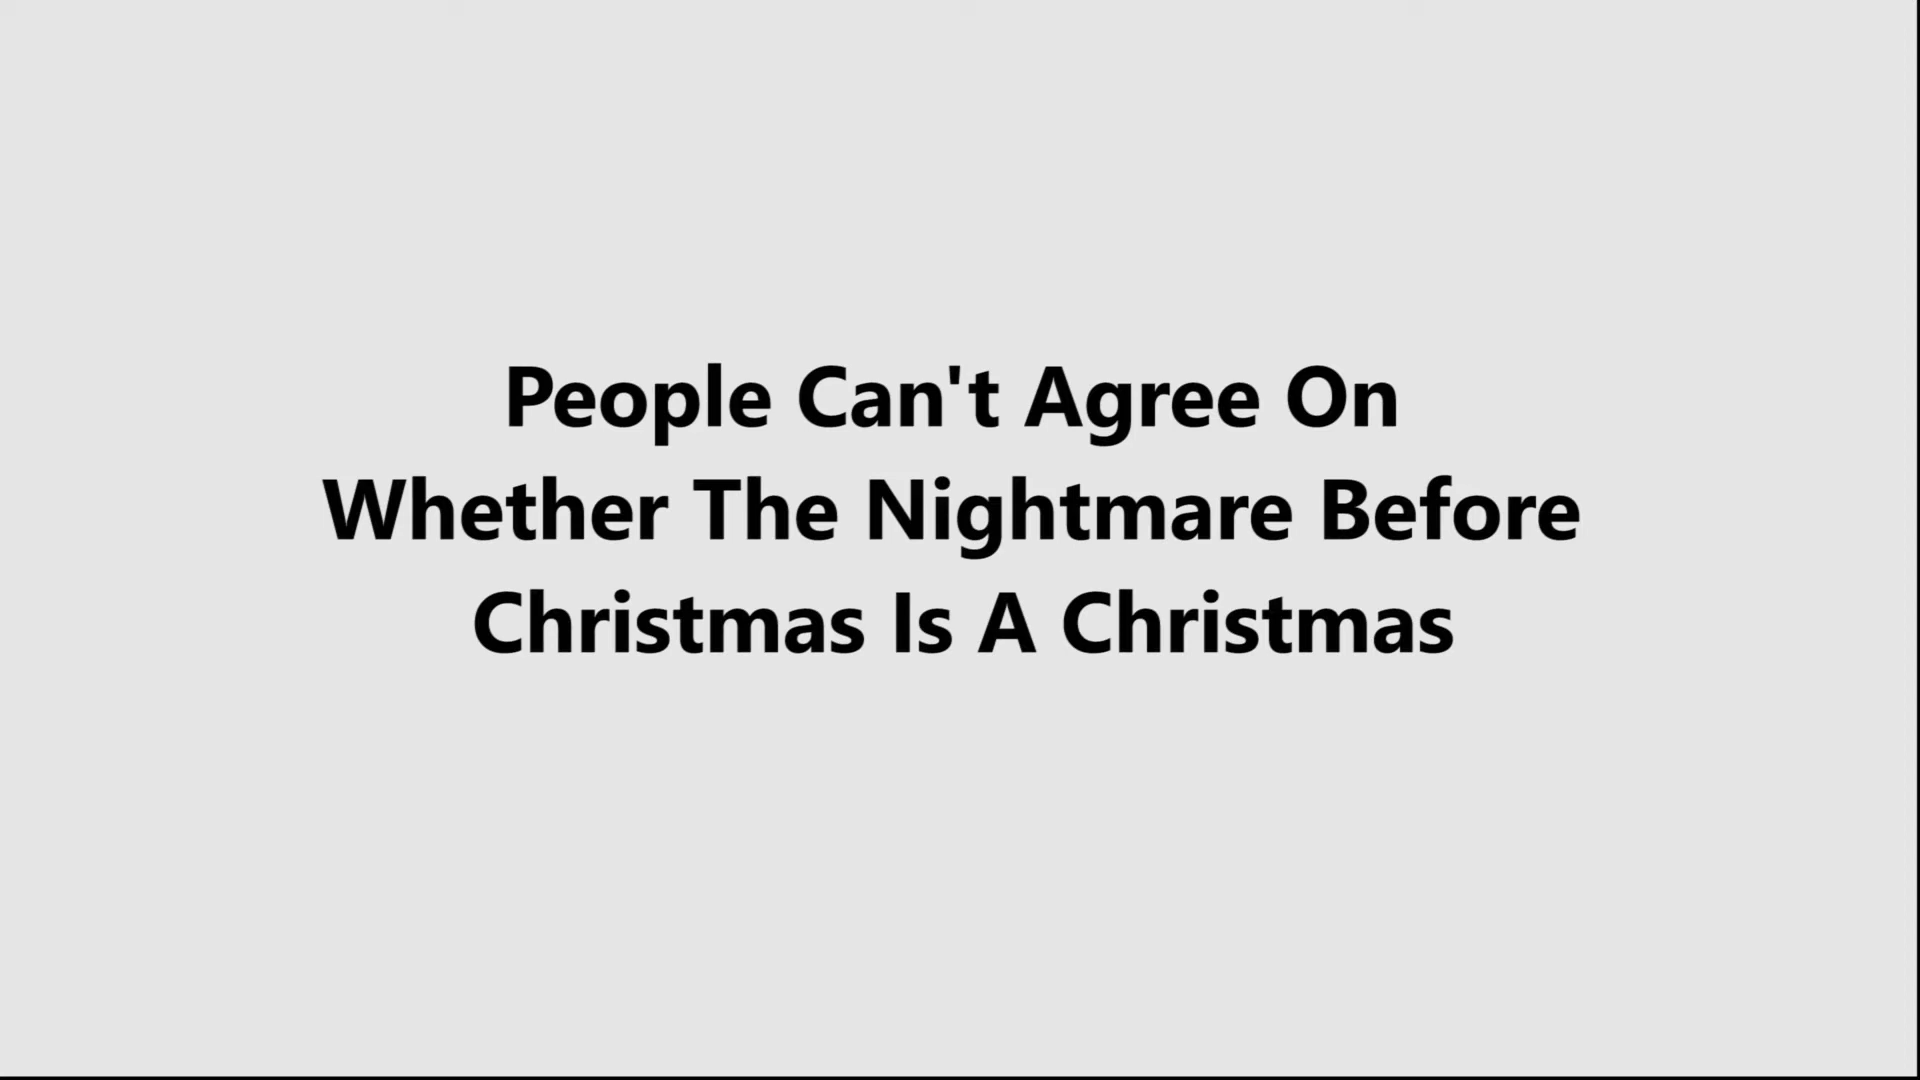 People Can't Agree On
Whether The Nightmare Before
Christmas Is A Christmas